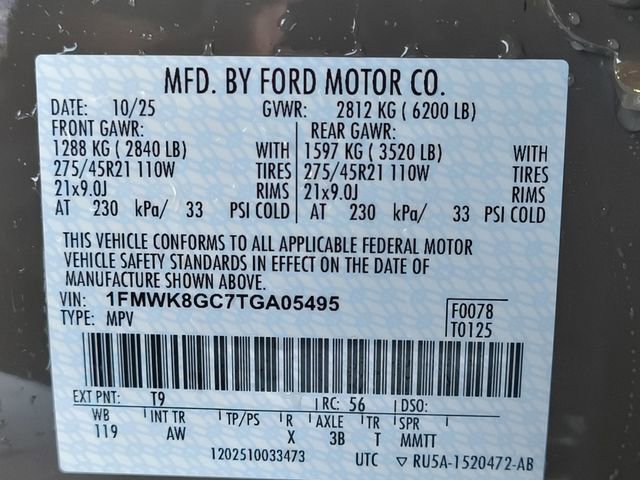 MFD. BY FORD MOTOR CO.
DATE: 10/25 GVWR: 2812 KG ( 6200 LB)
FRONT GAWR: REAR GAWR:
1288 KG ( 2840 LB) WITH 1597 KG ( 3520 LB) WITH
275/45R21 110W TIRES 275/45R21 110W TIRES
21x9.0J RIMS 21x9.0J RIMS
AT 230 kPa/ 33 PSI COLD AT 230 kPa/ 33 PSI COLD
THIS VEHICLE CONFORMS TO ALL APPLICABLE FEDERAL MOTOR
VEHICLE SAFETY STANDARDS IN EFFECT ON THE DATE OF
MANUFACTURE SHOWN ABOVE.
VIN: 1FMWK8GC7TGA05495 F0078
TYPE: MPV T0125
EXT PNT: T9 RC: 56 DSO:
WB INT TR TP/PS R AXLE TR SPR
119 AW X 3B T MMTT
1202510033473 UTC ▽ RU5A-1520472-AB